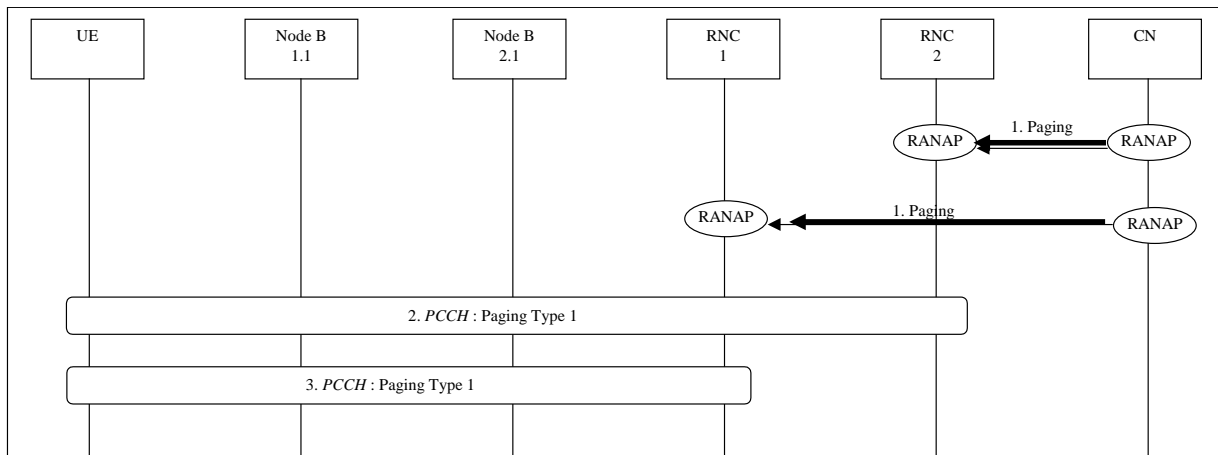 UE
Node B
1.1
Node B
2.1
RNC
1
RNC
2
CN
1. Paging
RANAP
RANAP
1. Paging
RANAP
RANAP
2. PCCH : Paging Type 1
3. PCCH : Paging Type 1